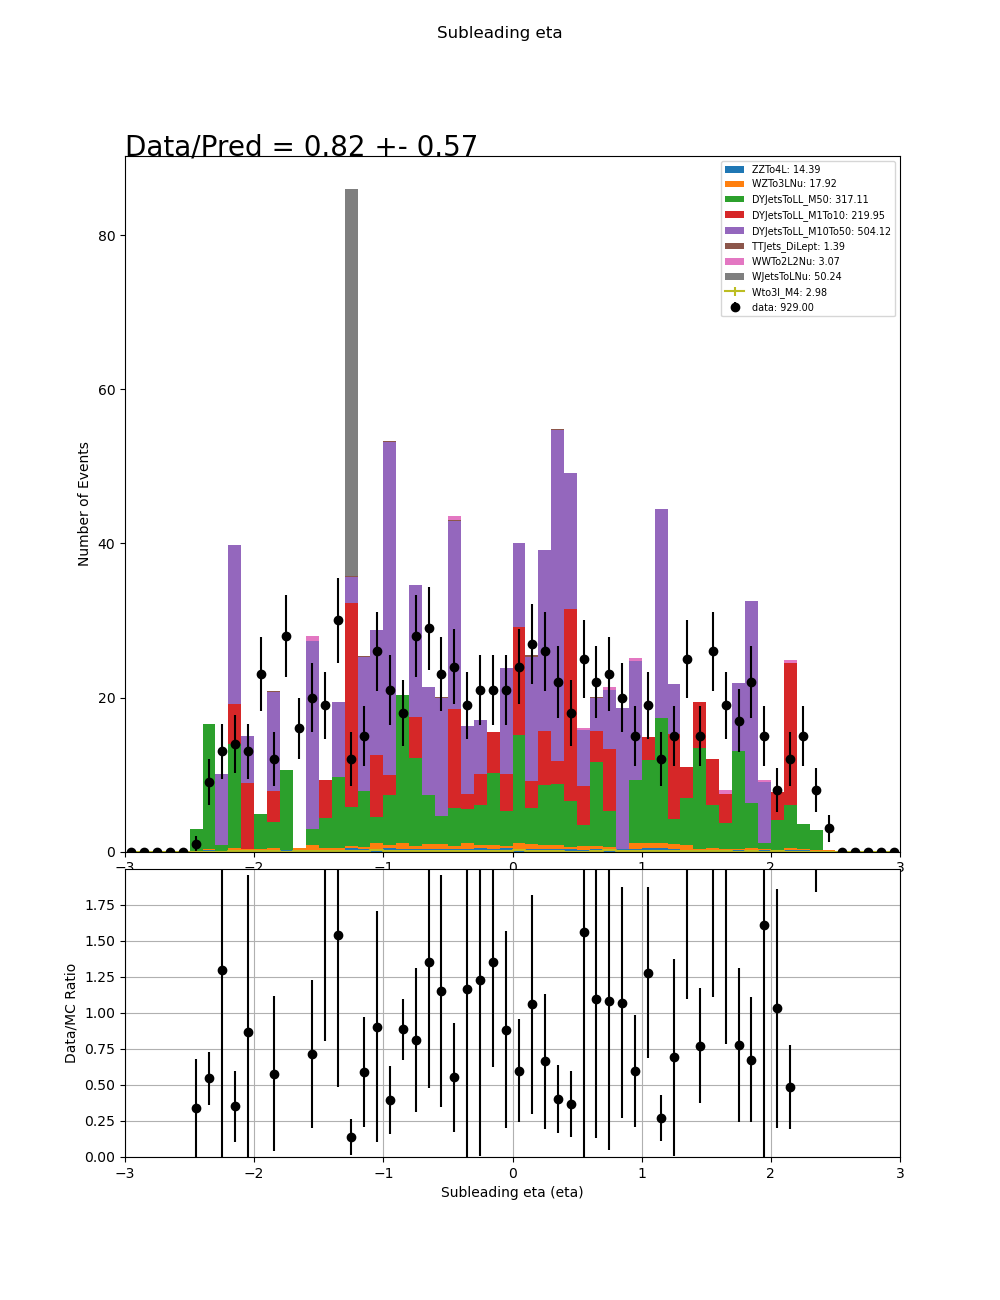 Subleading eta
Data/Pred = 0.82 +- 0.57
ZZTo4L: 14.39
WZTo3LNu: 17.92
DYJetsToLL_M50: 317.11
DYJetsToLL_M1To10: 219.95
DYJetsToLL_M10To50: 504.12
TTJets_DiLept: 1.39
WWTo2L2Nu: 3.07
WJetsToLNu: 50.24
Wto3l_M4: 2.98
data: 929.00
80
60
40
20
0
Number of Events
−3 −2 −1 0 1 2 3
1.75
1.50
1.25
1.00
0.75
0.50
0.25
0.00
Data/MC Ratio
−3 −2 −1 0 1 2 3
Subleading eta (eta)